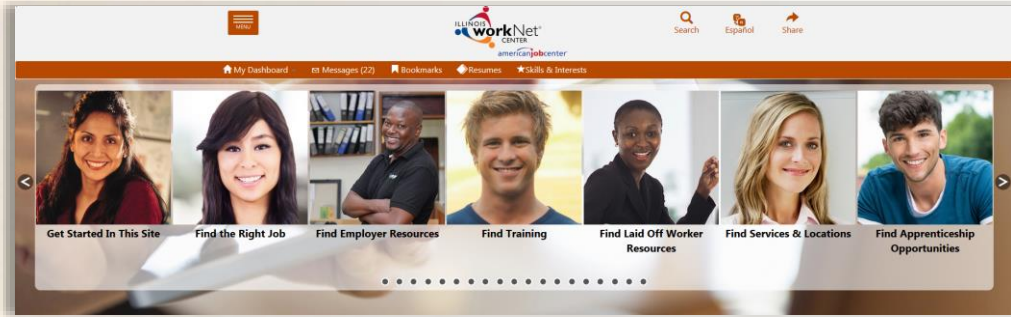 MENU
ILLINOIS
workNet®
CENTER
americanjobcenter
Search
Español
Share
My Dashboard
Messages (22)
Bookmarks
Resumes
Skills & Interests
Get Started In This Site
Find the Right Job
Find Employer Resources
Find Training
Find Laid Off Worker
Resources
Find Services & Locations
Find Apprenticeship
Opportunities